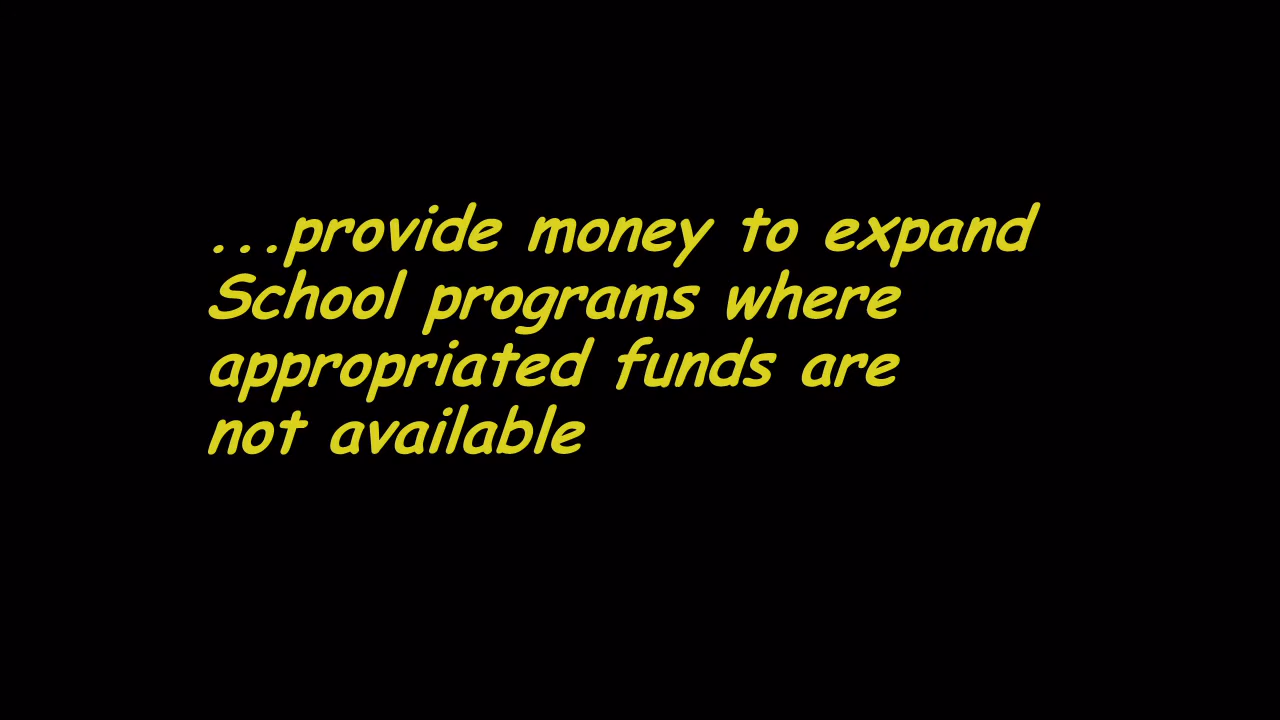 ...provide money to expand
School programs where
appropriated funds are
not available